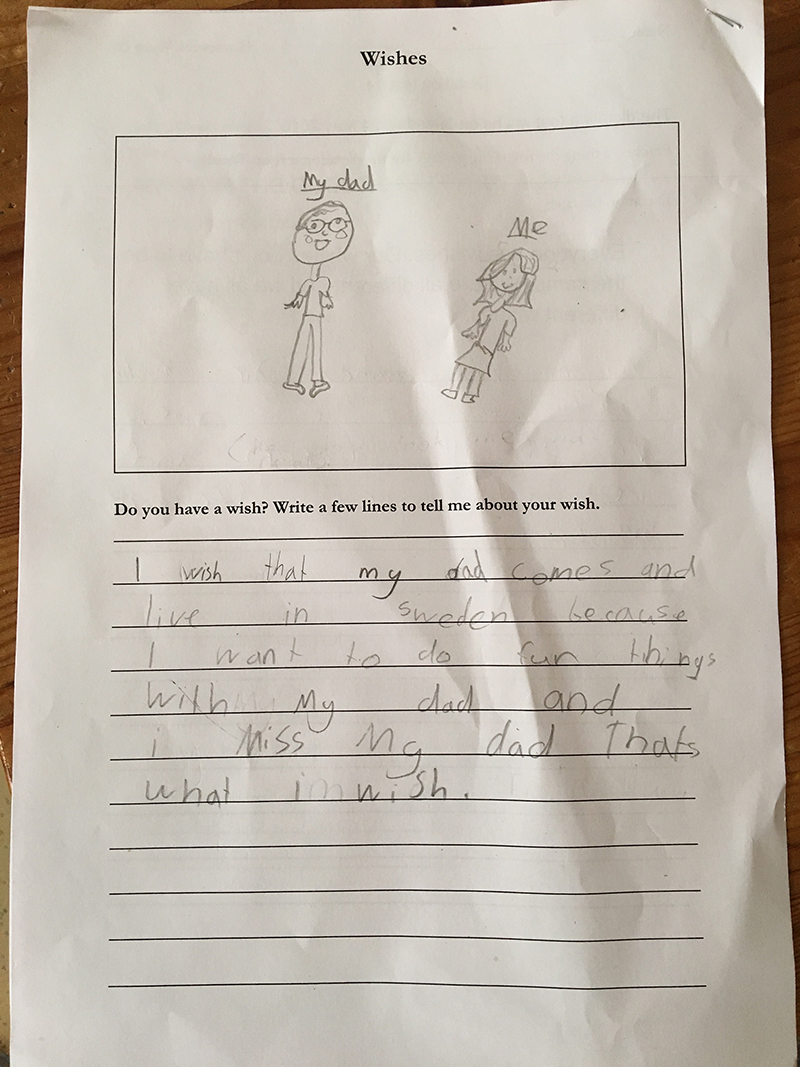 Wishes
My dad
Me
Do you have a wish? Write a few lines to tell me about your wish.
I wish that my dad comes and
live in sweden because
I want to do fun things
with my dad and
i Miss My dad Thats
what i wish.